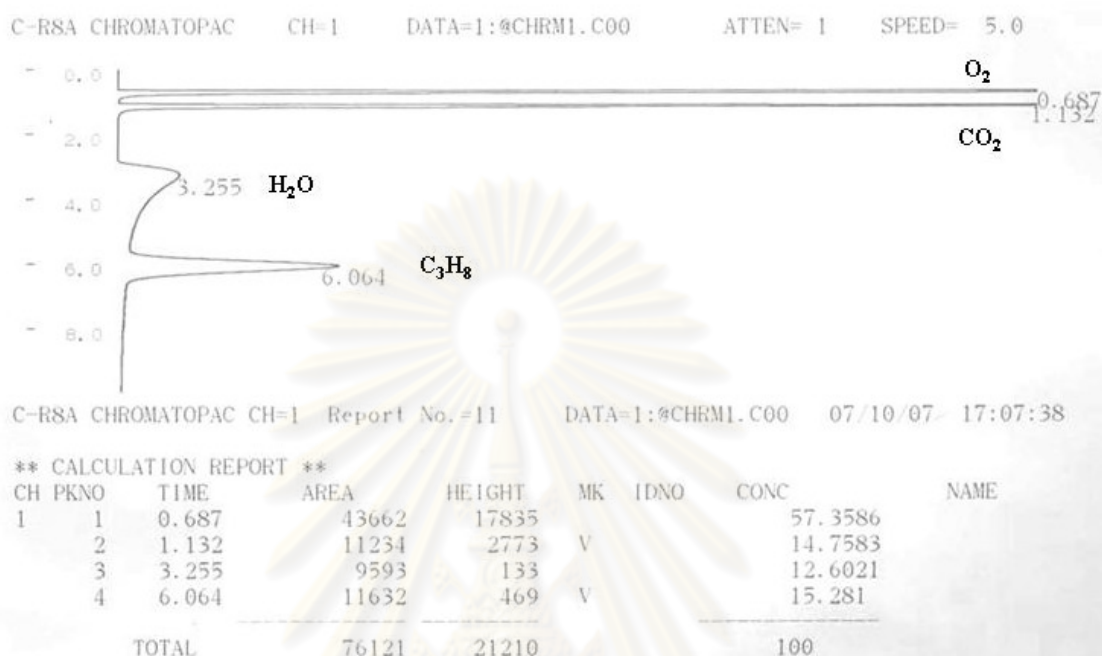 C-R8A CHROMATOPAC CH=1 DATA=1:@CHRM1.C00 ATTEN= 1 SPEED= 5.0
- 0.0
O₂
0.687
1.132
- 2.0
CO₂
3.255 H₂O
- 4.0
- 6.0
6.064 C₃H₈
- 8.0
C-R8A CHROMATOPAC CH=1 Report No.=11 DATA=1:@CHRM1.C00 07/10/07 17:07:38
** CALCULATION REPORT **
CH PKNO TIME AREA HEIGHT MK IDNO CONC NAME
1 1 0.687 43662 17835 57.3586
2 1.132 11234 2773 V 14.7583
3 3.255 9593 133 12.6021
4 6.064 11632 469 V 15.281
TOTAL 76121 21210 100